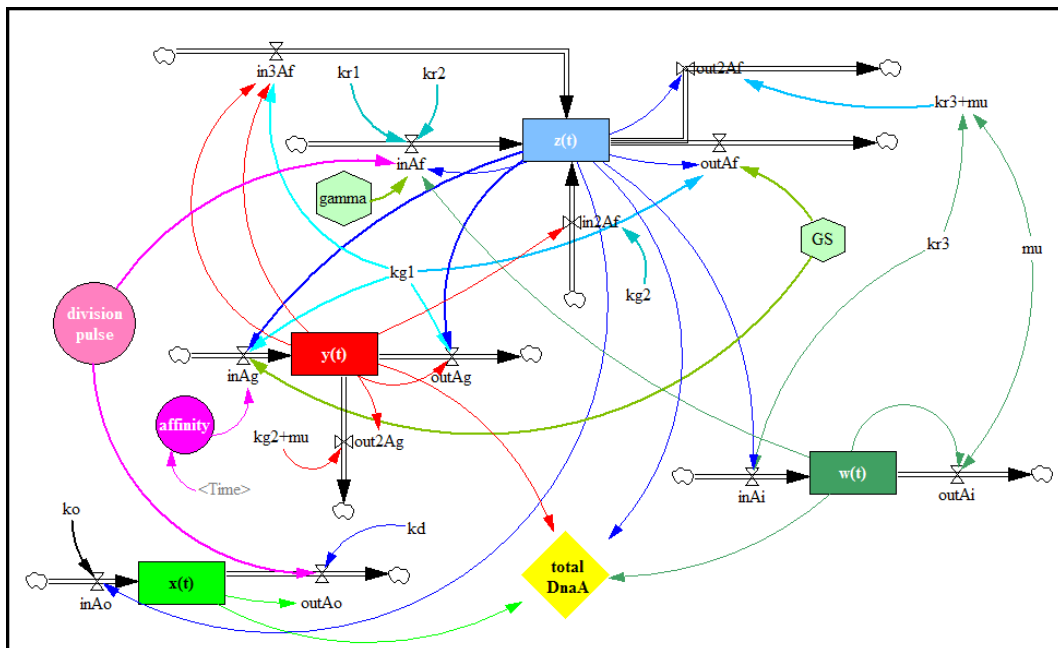 in3Af
kr1
kr2
out2Af
kr3+mu
z(t)
inAf
outAf
gamma
in2Af
GS
kr3
mu
kg1
kg2
division
pulse
y(t)
inAg
outAg
affinity
kg2+mu
out2Ag
<Time>
w(t)
inAi
outAi
ko
kd
total
DnaA
x(t)
inAo
outAo